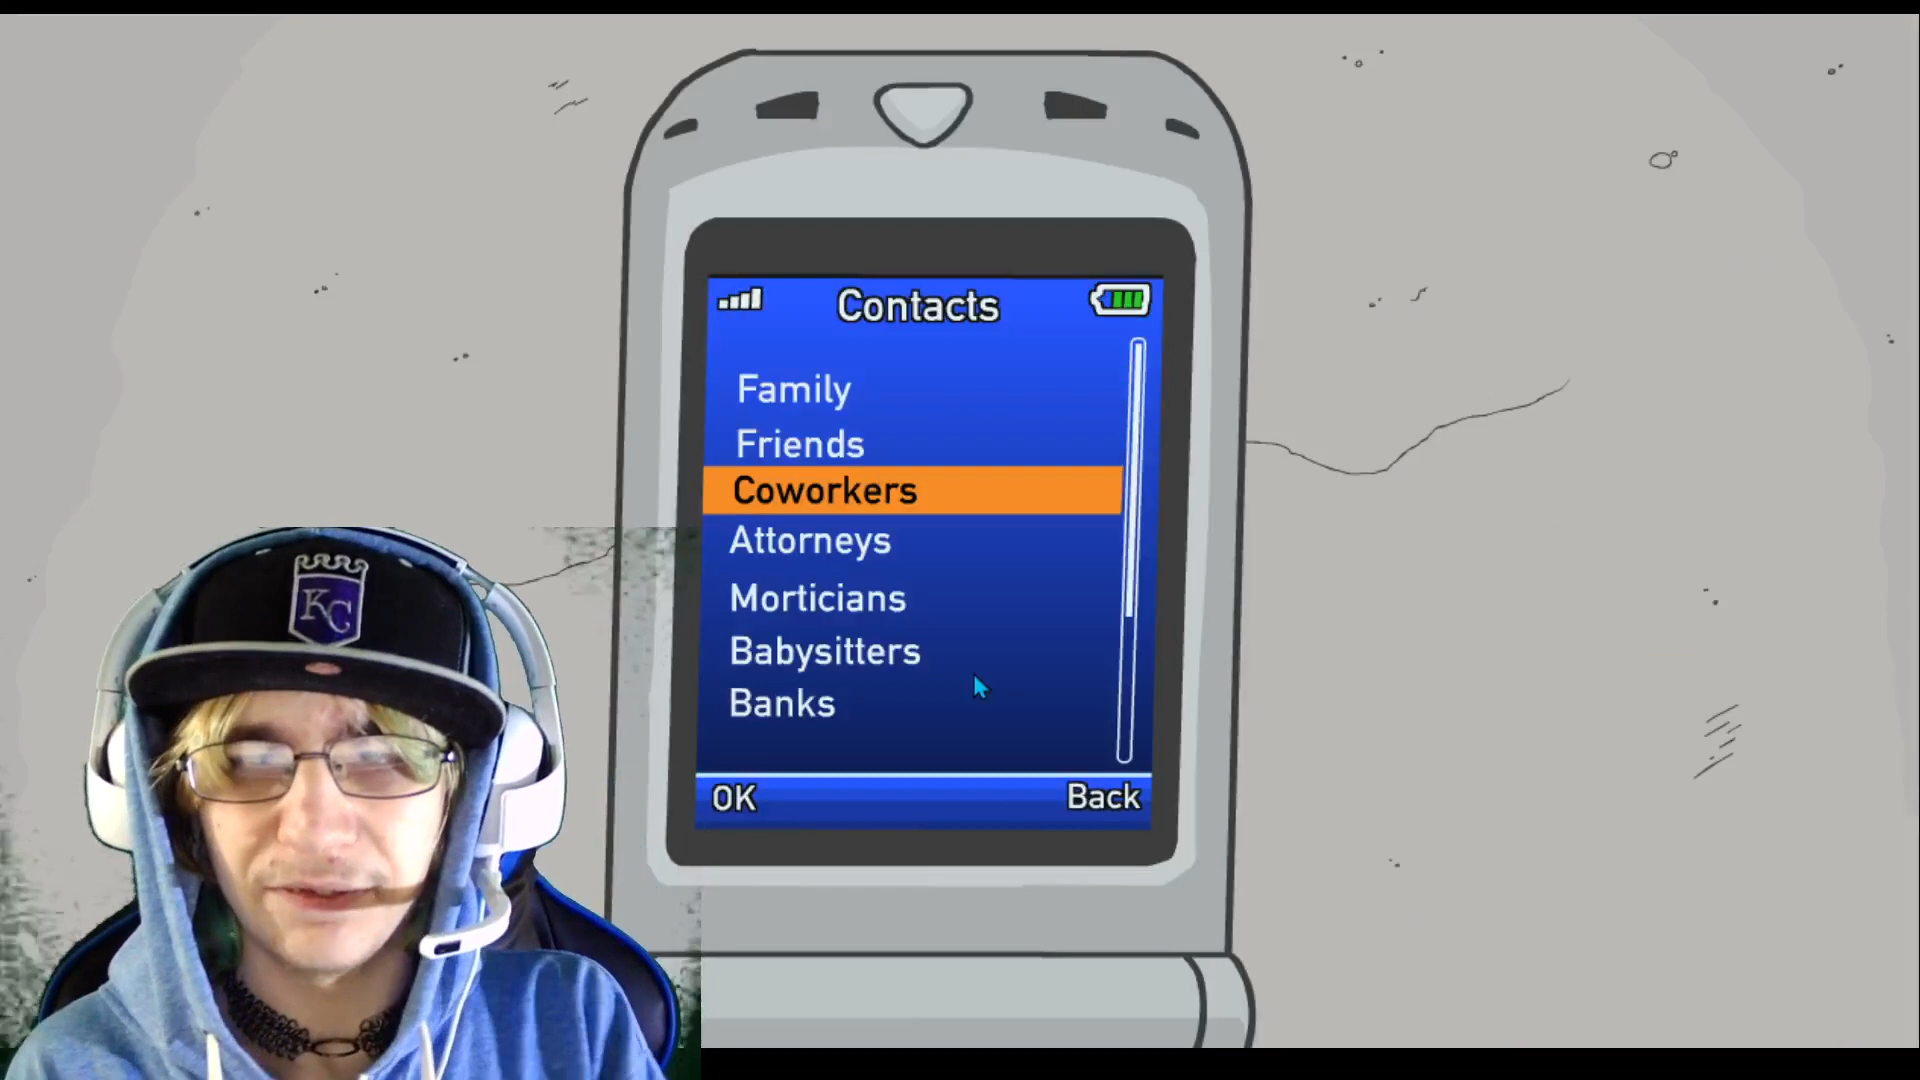 Contacts
Family
Friends
Coworkers
Attorneys
Morticians
Babysitters
Banks
OK Back
KC